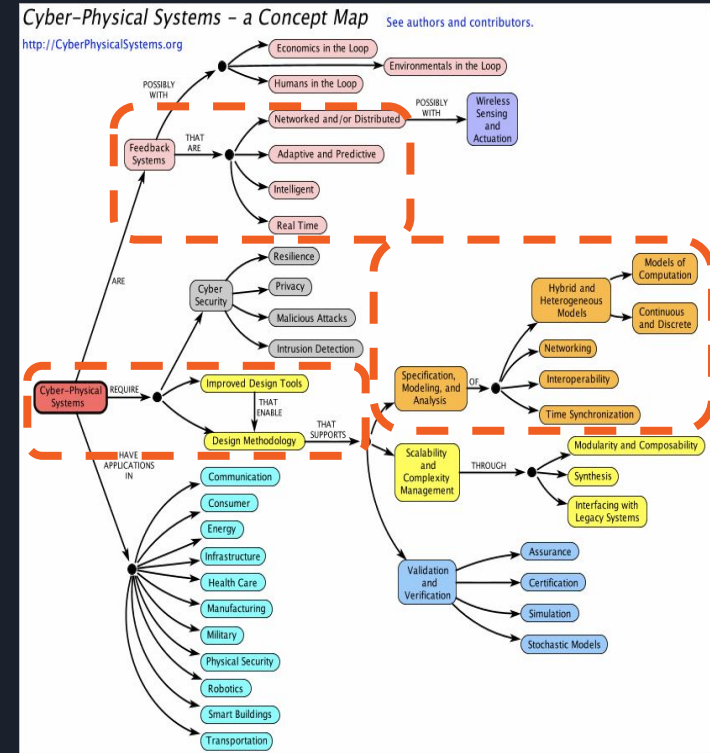 Cyber-Physical Systems – a Concept Map
See authors and contributors.
http://CyberPhysicalSystems.org
Economics in the Loop
Environmentals in the Loop
Humans in the Loop
POSSIBLY
WITH
Networked and/or Distributed
POSSIBLY
WITH
Wireless
Sensing
and
Actuation
Feedback
Systems
THAT
ARE
Adaptive and Predictive
Intelligent
Real Time
ARE
Resilience
Cyber
Security
Privacy
Malicious Attacks
Intrusion Detection
Hybrid and
Heterogeneous
Models
Models of
Computation
Continuous
and Discrete
Networking
Specification,
Modeling, and
Analysis
OF
Interoperability
Time Synchronization
Cyber-Physical
Systems
REQUIRE
Improved Design Tools
THAT
ENABLE
Design Methodology
THAT
SUPPORTS
Scalability
and
Complexity
Management
THROUGH
Modularity and Composability
Synthesis
Interfacing with
Legacy Systems
HAVE
APPLICATIONS
IN
Communication
Consumer
Energy
Infrastructure
Health Care
Manufacturing
Military
Physical Security
Robotics
Smart Buildings
Transportation
Validation
and
Verification
Assurance
Certification
Simulation
Stochastic Models